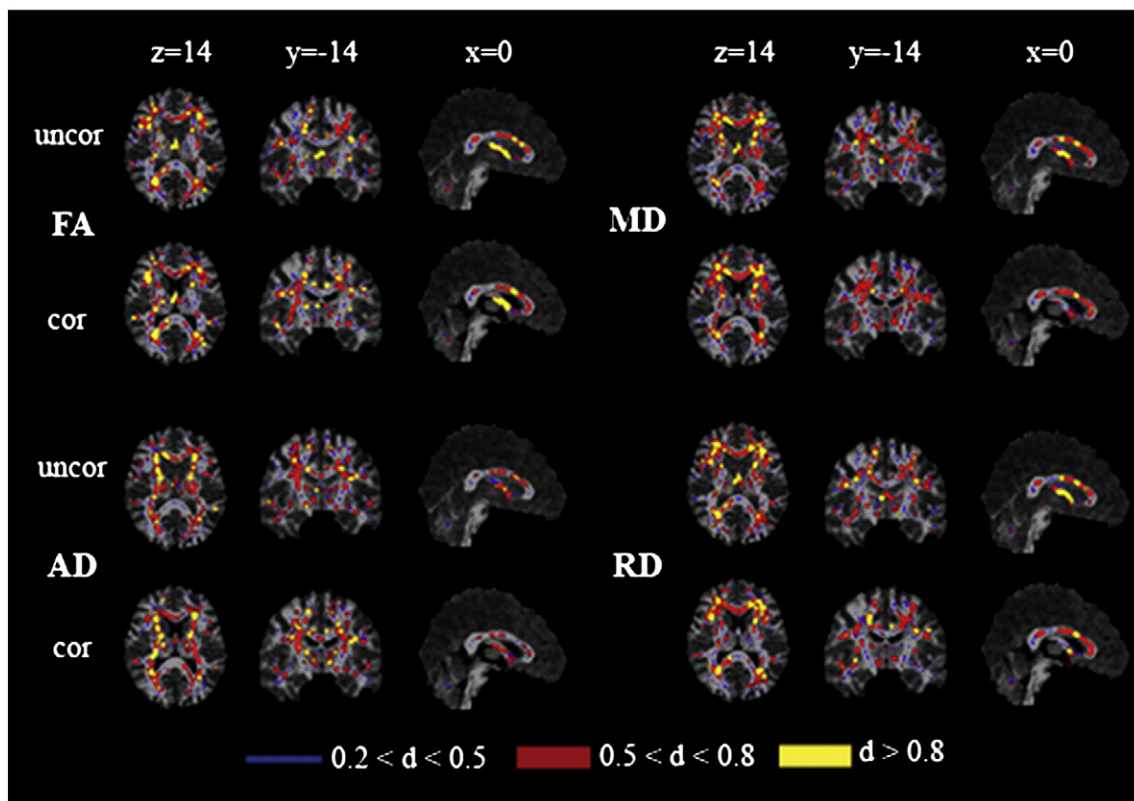 z=14 y=-14 x=0 z=14 y=-14 x=0
uncor
FA MD
cor
uncor
AD RD
cor
0.2 < d < 0.5 0.5 < d < 0.8 d > 0.8